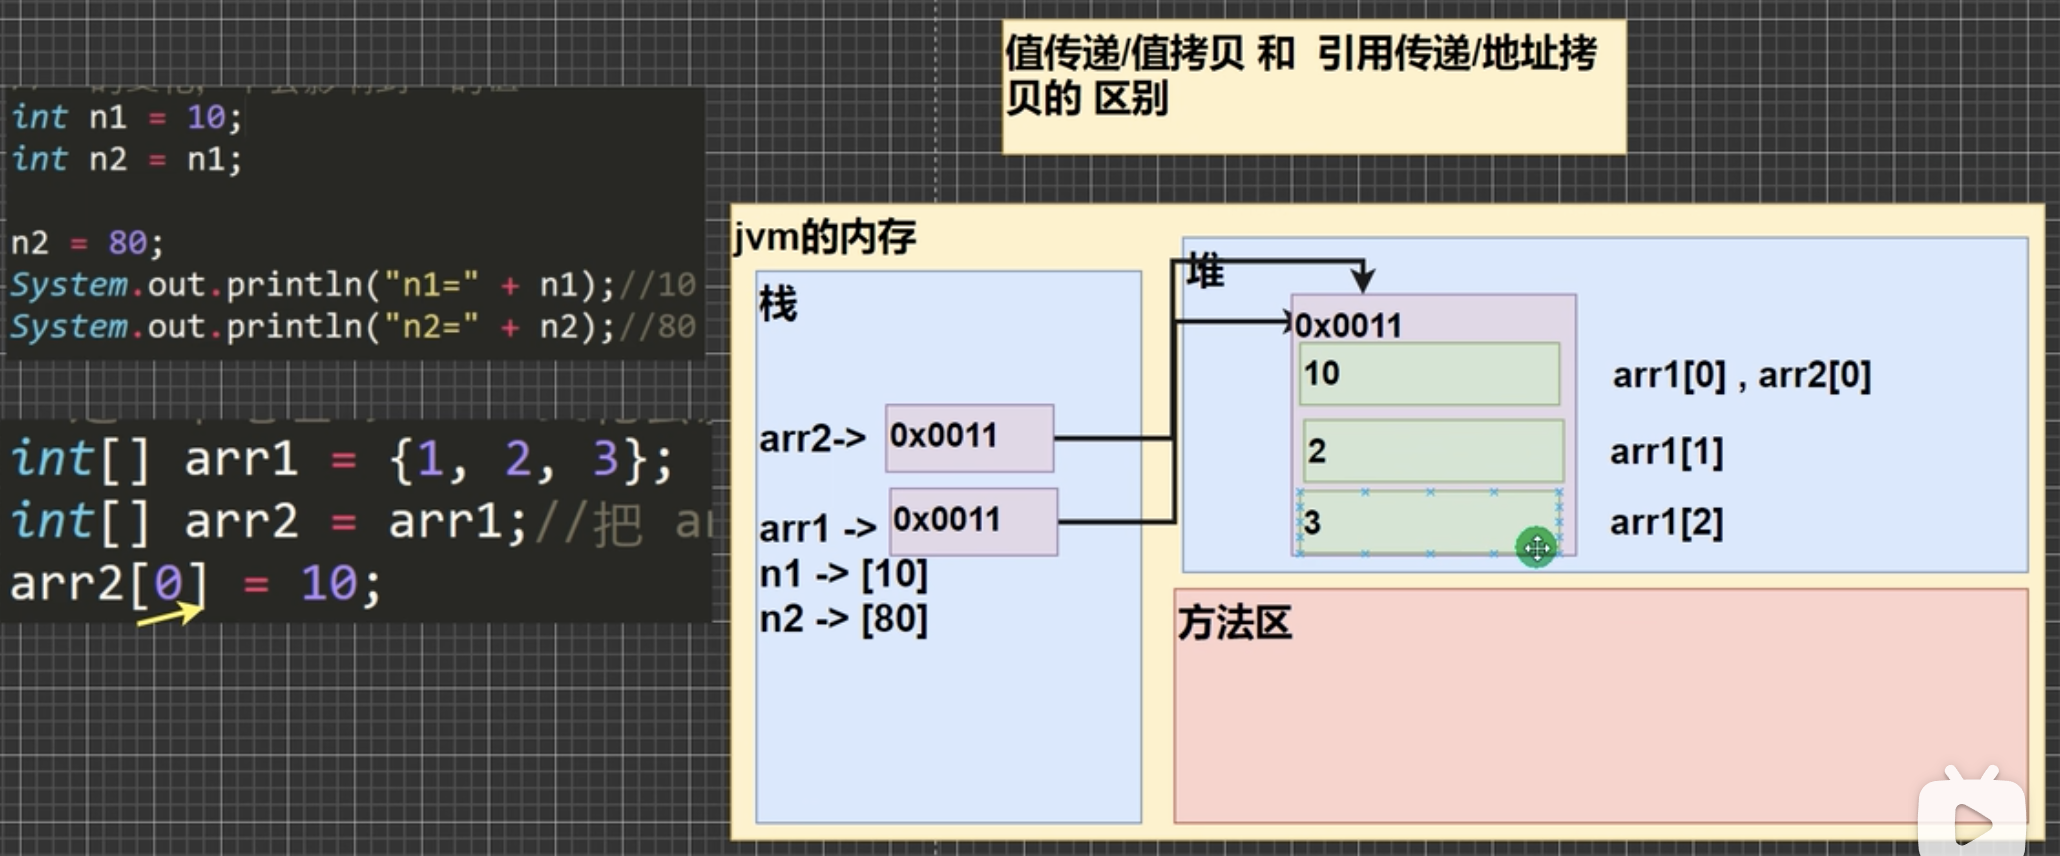 值传递/值拷贝 和 引用传递/地址拷
贝的 区别
int n1 = 10;
int n2 = n1;
n2 = 80;
System.out.println("n1=" + n1);//10
System.out.println("n2=" + n2);//80
int[] arr1 = {1, 2, 3};
int[] arr2 = arr1;//把
arr2[0] = 10;
jvm的内存
栈
arr2-> 0x0011
arr1 -> 0x0011
n1 -> [10]
n2 -> [80]
堆
0x0011
10 arr1[0] , arr2[0]
2 arr1[1]
3 arr1[2]
方法区